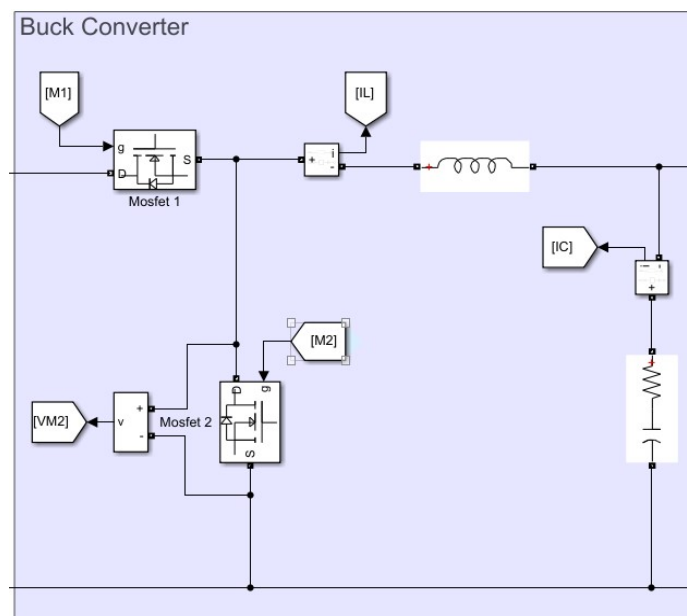 Buck Converter
[M1]
[IL]
g
S
D
Mosfet 1
i
+
-
+
[IC]
i
-
+
[M2]
D
g
[VM2]
v
+
-
Mosfet 2
S
+